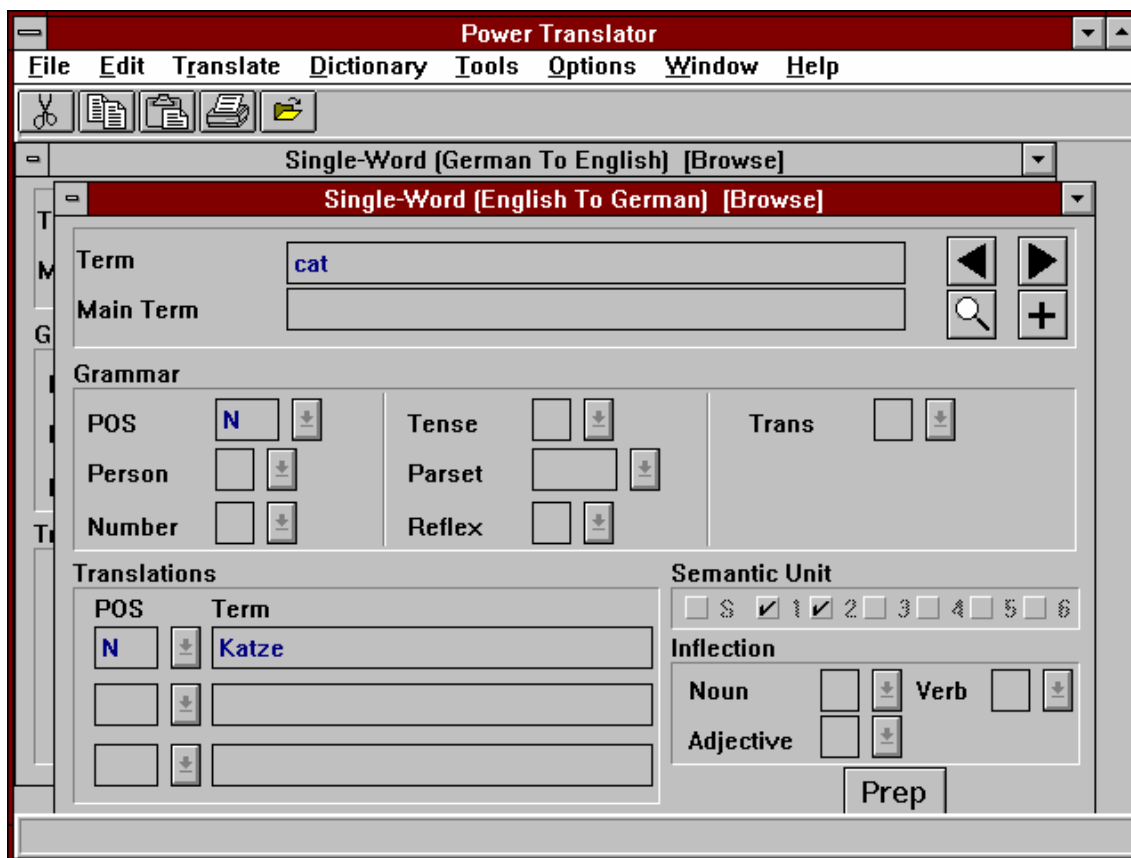 Power Translator
File Edit Translate Dictionary Tools Options Window Help
Single-Word (German To English) [Browse]
Single-Word (English To German) [Browse]
Term cat
Main Term
Grammar
POS N Tense Trans
Person Parset
Number Reflex
Translations Semantic Unit
POS Term S 1 2 3 4 5 6
N Katze Inflection
Noun Verb
Adjective
Prep